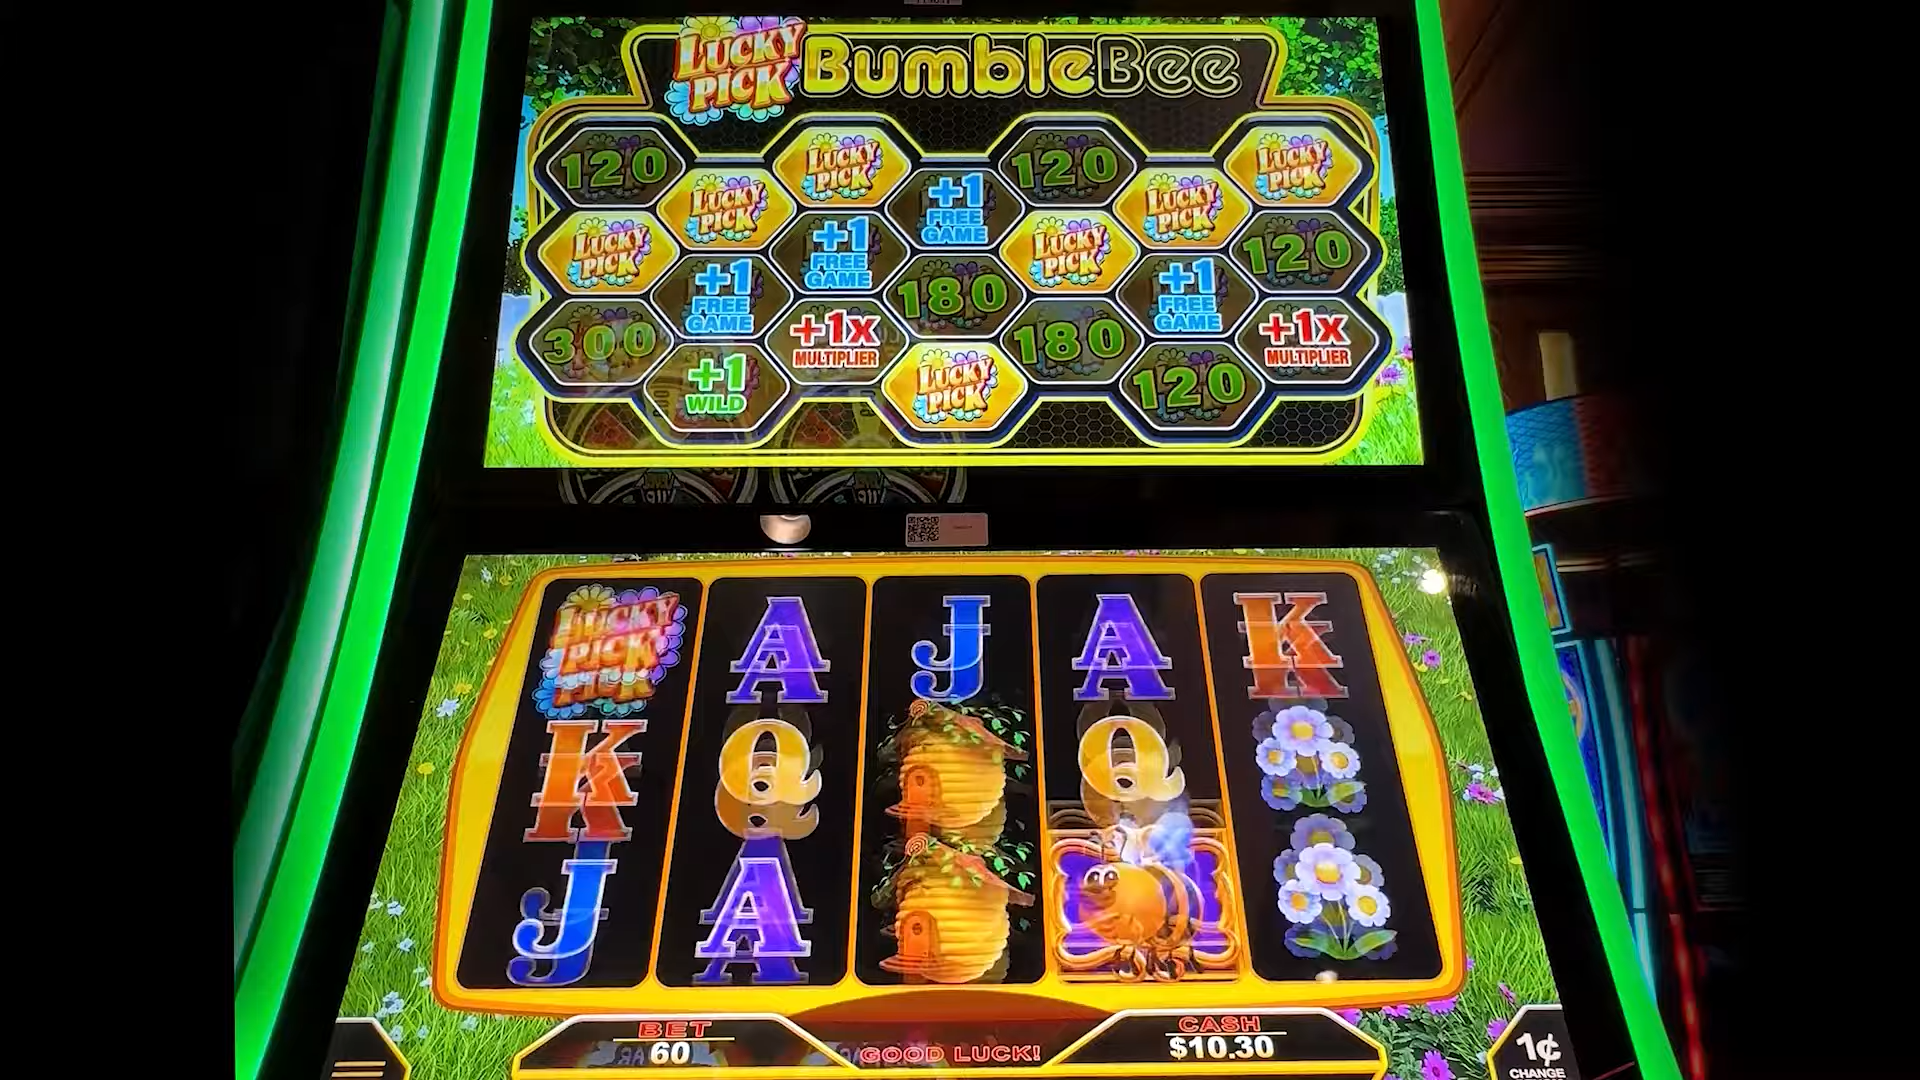 LUCKY
PICK
BumbleBee
120
LUCKY
PICK
LUCKY
PICK
+1
FREE
GAME
120
LUCKY
PICK
LUCKY
PICK
LUCKY
PICK
+1
FREE
GAME
+1
FREE
GAME
180
LUCKY
PICK
+1
FREE
GAME
120
300
+1
WILD
+1x
MULTIPLIER
LUCKY
PICK
180
120
+1x
MULTIPLIER
LUCKY
PICK
A
J
A
K
K
Q
Q
J
A
BET
60
GOOD LUCK!
CASH
$10.30
1¢
CHANGE